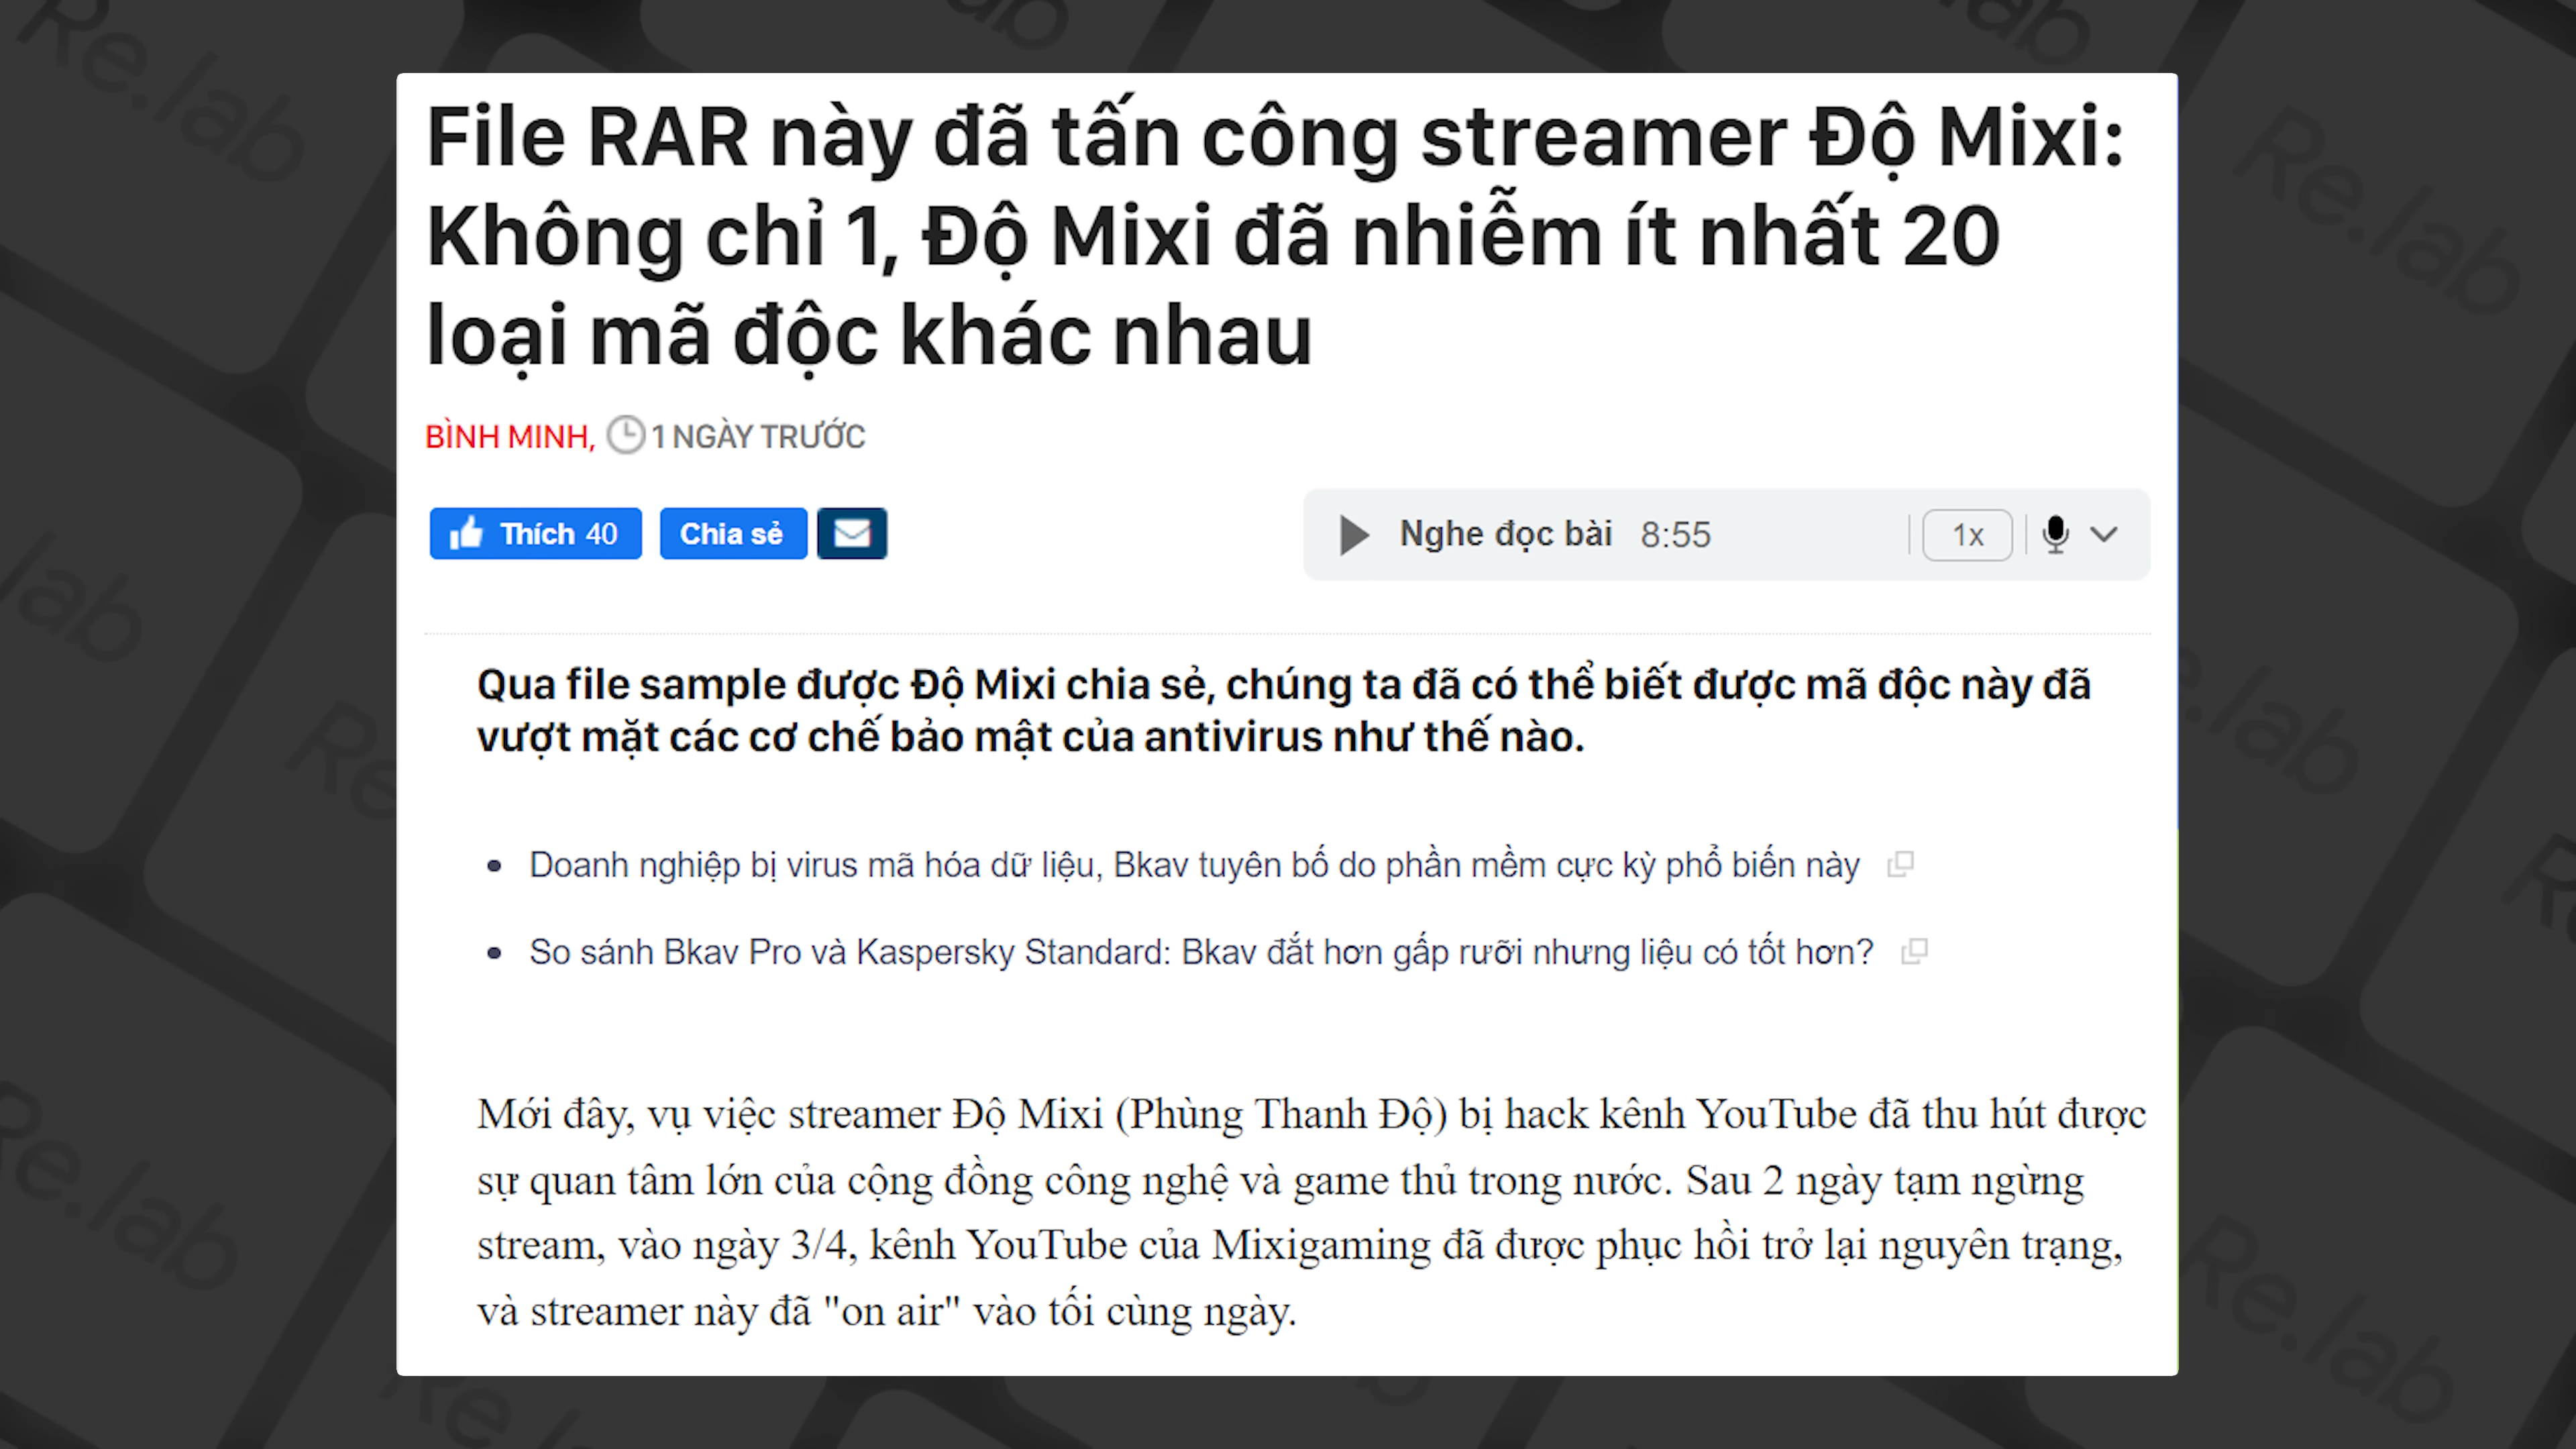 File RAR này đã tấn công streamer Độ Mixi:
Không chỉ 1, Độ Mixi đã nhiễm ít nhất 20
loại mã độc khác nhau
BÌNH MINH, 1 NGÀY TRƯỚC
Thích 40 Chia sẻ
Nghe đọc bài 8:55 1x
Qua file sample được Độ Mixi chia sẻ, chúng ta đã có thể biết được mã độc này đã
vượt mặt các cơ chế bảo mật của antivirus như thế nào.
Doanh nghiệp bị virus mã hóa dữ liệu, Bkav tuyên bố do phần mềm cực kỳ phổ biến này
So sánh Bkav Pro và Kaspersky Standard: Bkav đắt hơn gấp rưỡi nhưng liệu có tốt hơn?
Mới đây, vụ việc streamer Độ Mixi (Phùng Thanh Độ) bị hack kênh YouTube đã thu hút được
sự quan tâm lớn của cộng đồng công nghệ và game thủ trong nước. Sau 2 ngày tạm ngừng
stream, vào ngày 3/4, kênh YouTube của Mixigaming đã được phục hồi trở lại nguyên trạng,
và streamer này đã "on air" vào tối cùng ngày.
Re.lab
Re.lab
Re.lab
Re.lab